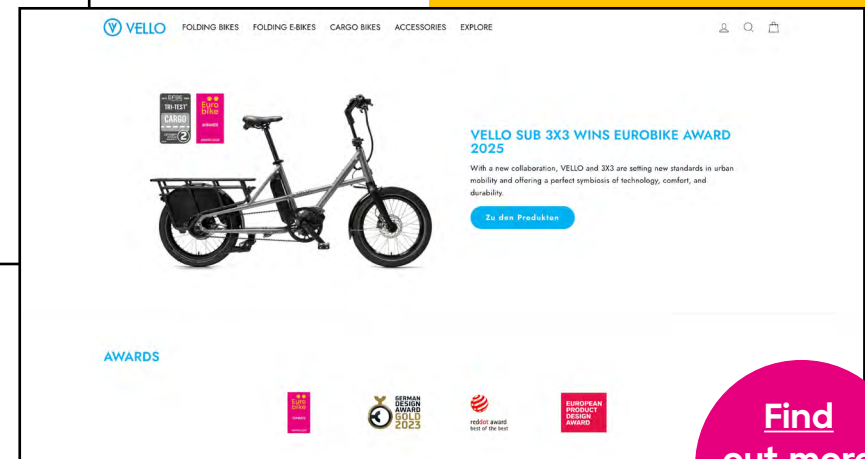 VELLO
FOLDING BIKES FOLDING E-BIKES CARGO BIKES ACCESSORIES EXPLORE
TRI-TEST
CARGO
2
Euro
bike
VELLO SUB 3X3 WINS EUROBIKE AWARD
2025
With a new collaboration, VELLO and 3X3 are setting new standards in urban
mobility and offering a perfect symbiosis of technology, comfort, and
durability.
Zu den Produkten
AWARDS
Euro
bike
GERMAN
DESIGN
AWARD
GOLD
2023
reddot award
best of the best
EUROPEAN
PRODUCT
DESIGN
AWARD
Find
out more